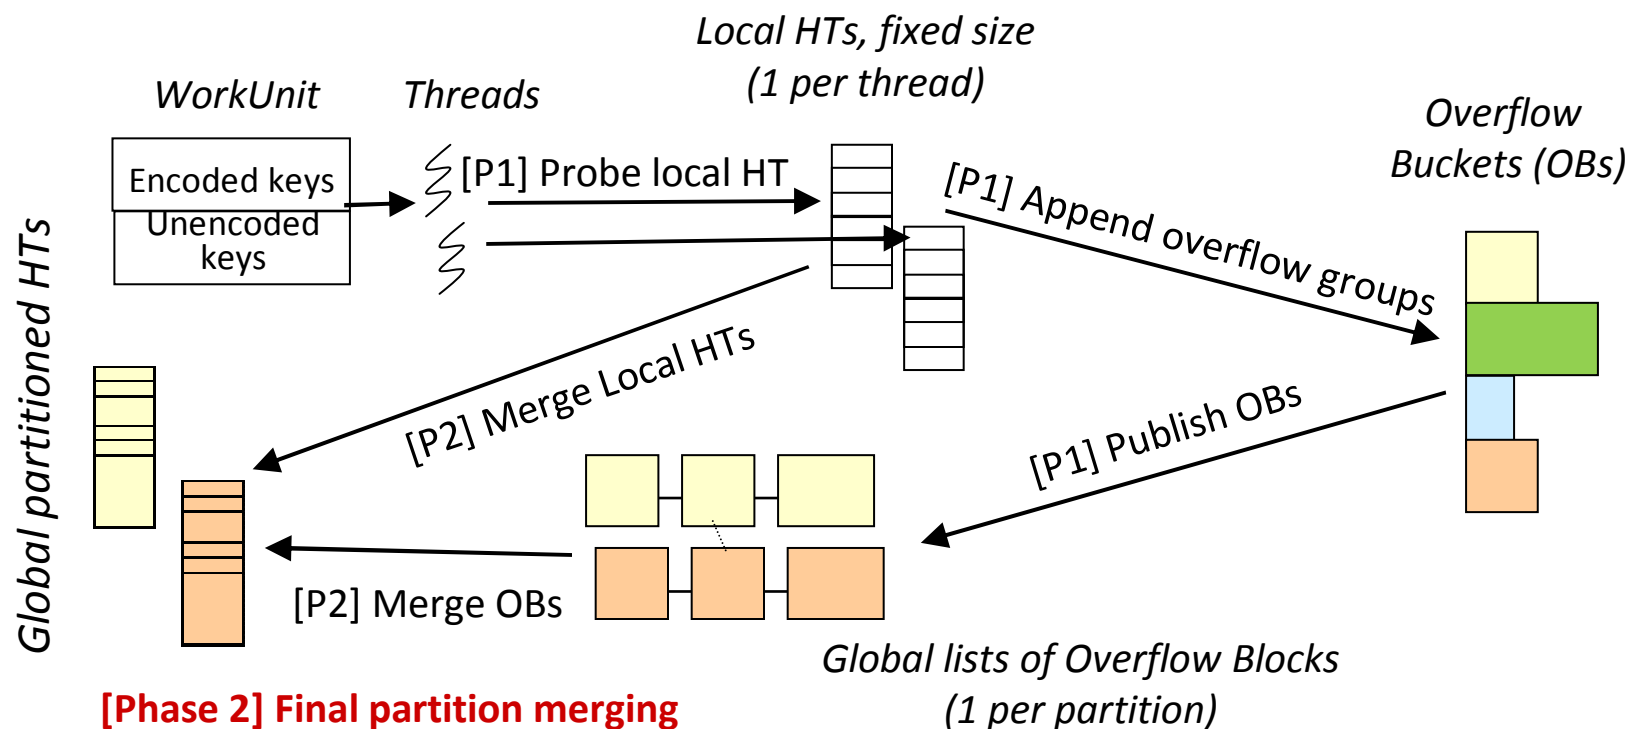 Local HTs, fixed size
(1 per thread)
WorkUnit
Threads
Overflow
Buckets (OBs)
Encoded keys
Unencoded
keys
[P1] Probe local HT
[P1] Append overflow groups
Global partitioned HTs
[P2] Merge Local HTs
[P1] Publish OBs
[P2] Merge OBs
Global lists of Overflow Blocks
(1 per partition)
[Phase 2] Final partition merging